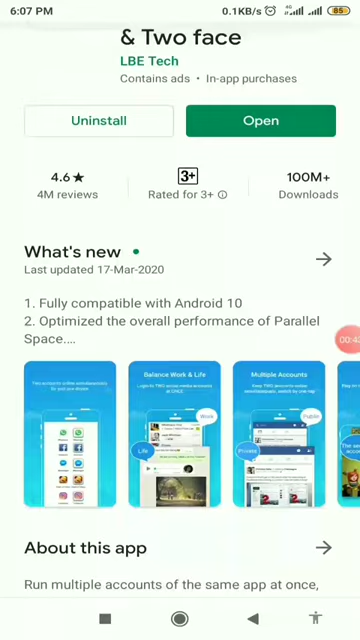 6:07 PM
0.1KB/s
4G
85
& Two face
LBE Tech
Contains ads • In-app purchases
Uninstall
Open
4.6★
4M reviews
3+
Rated for 3+
100M+
Downloads
What's new •
Last updated 17-Mar-2020
1. Fully compatible with Android 10
2. Optimized the overall performance of Parallel
Space....
Balance Work & Life
Multiple Accounts
Work
Life
Public
Private
About this app
Run multiple accounts of the same app at once,